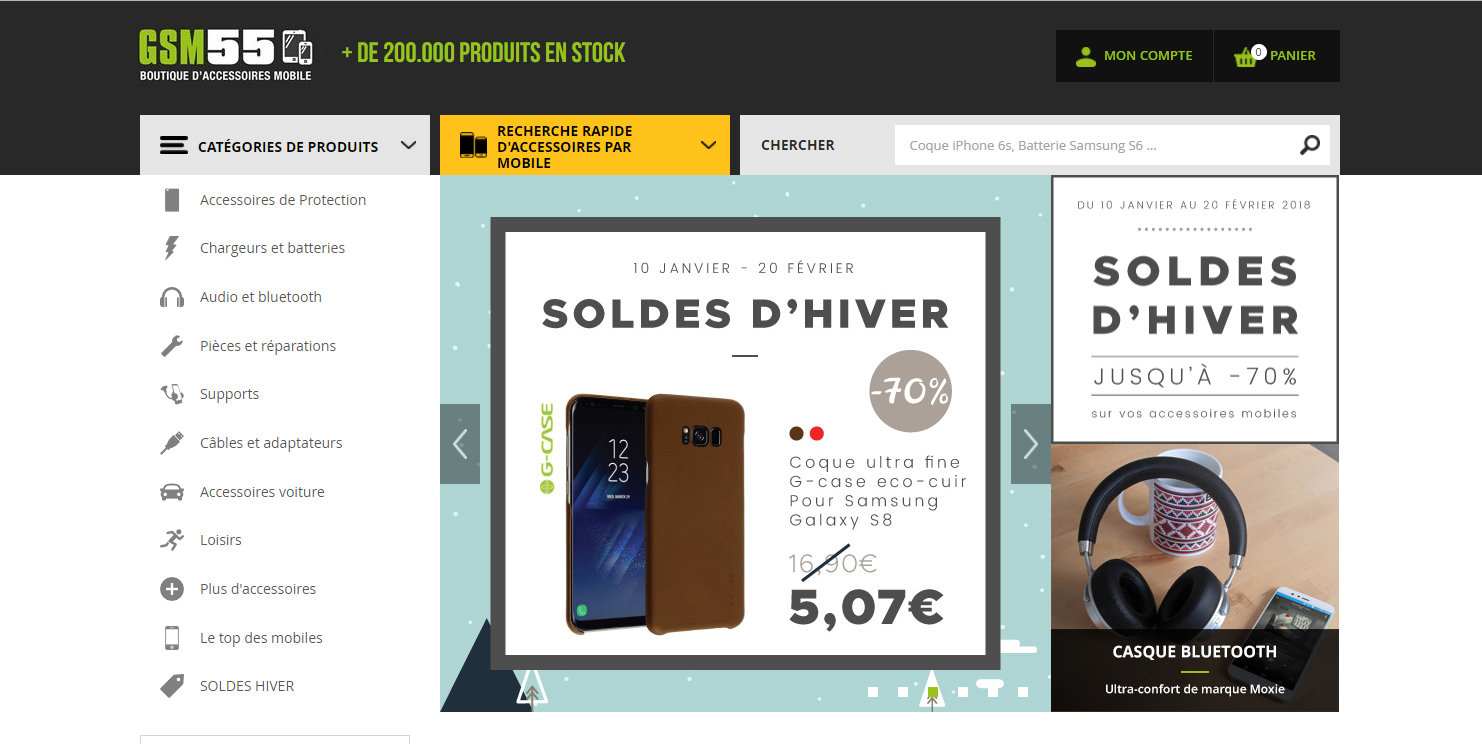 GSM55
BOUTIQUE D'ACCESSOIRES MOBILE
+ DE 200.000 PRODUITS EN STOCK
MON COMPTE
0
PANIER
CATÉGORIES DE PRODUITS
RECHERCHE RAPIDE
D'ACCESSOIRES PAR
MOBILE
CHERCHER
Coque iPhone 6s, Batterie Samsung S6 ...
Accessoires de Protection
Chargeurs et batteries
Audio et bluetooth
Pièces et réparations
Supports
Câbles et adaptateurs
Accessoires voiture
Loisirs
Plus d'accessoires
Le top des mobiles
SOLDES HIVER
10 JANVIER - 20 FÉVRIER
SOLDES D'HIVER
-70%
G-CASE
12
23
Coque ultra fine
G-case eco-cuir
Pour Samsung
Galaxy S8
16,90€
5,07€
DU 10 JANVIER AU 20 FÉVRIER 2018
SOLDES
D'HIVER
JUSQU'À -70%
sur vos accessoires mobiles
CASQUE BLUETOOTH
Ultra-confort de marque Moxie